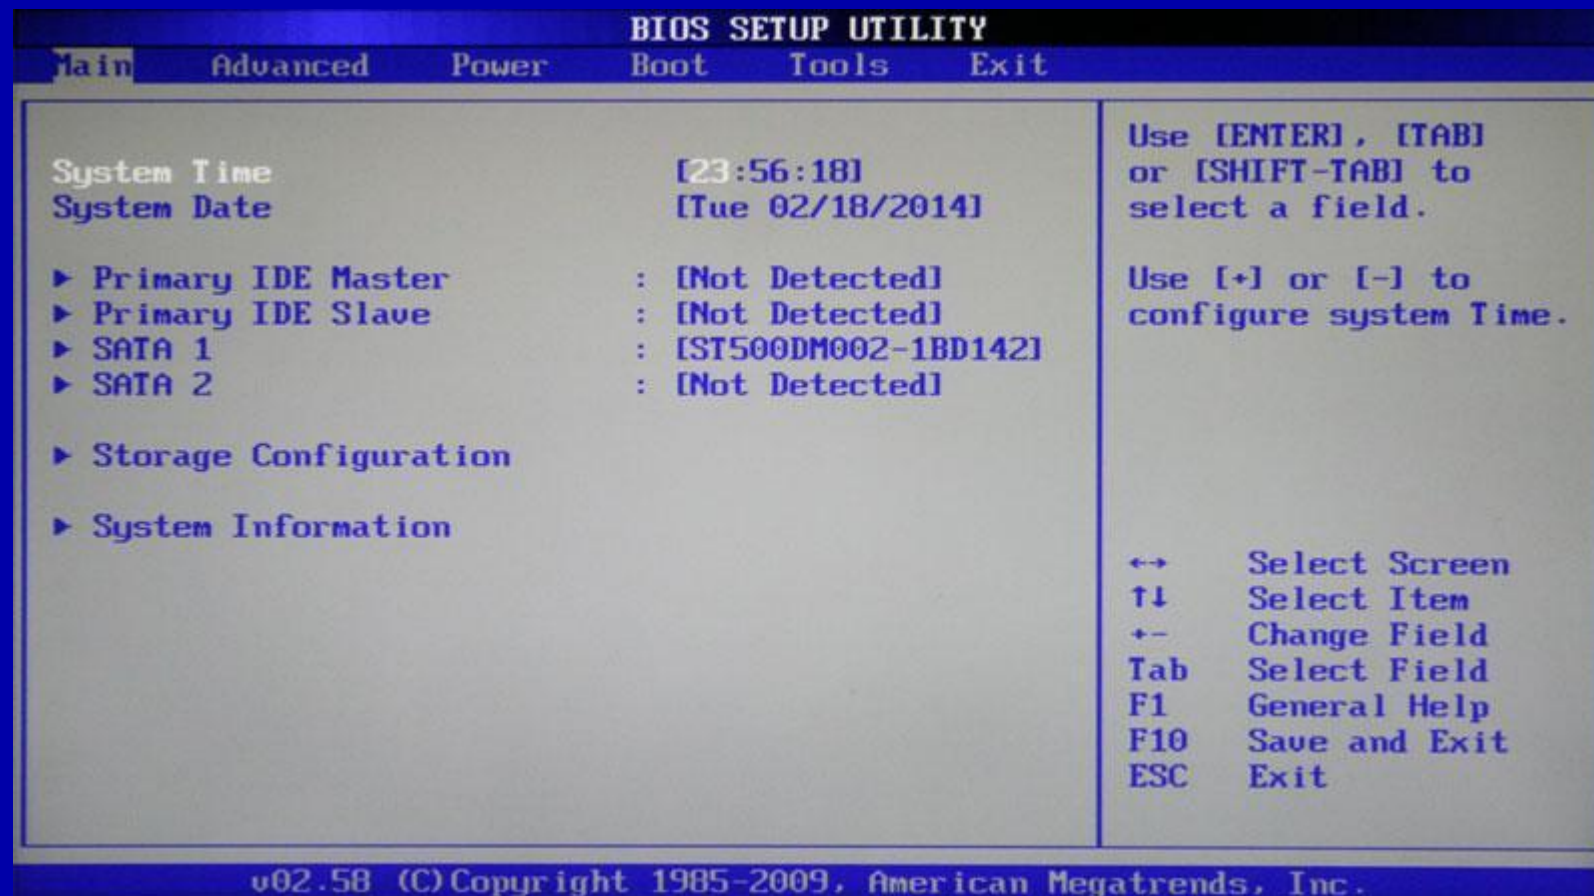 BIOS SETUP UTILITY
Main Advanced Power Boot Tools Exit
System Time [23:56:18]
System Date [Tue 02/18/2014]
▶ Primary IDE Master : [Not Detected]
▶ Primary IDE Slave : [Not Detected]
▶ SATA 1 : [ST500DM002-1BD142]
▶ SATA 2 : [Not Detected]
▶ Storage Configuration
▶ System Information
Use [ENTER], [TAB]
or [SHIFT-TAB] to
select a field.
Use [+] or [-] to
configure system Time.
←→ Select Screen
↑↓ Select Item
+- Change Field
Tab Select Field
F1 General Help
F10 Save and Exit
ESC Exit
v02.58 (C)Copyright 1985-2009, American Megatrends, Inc.